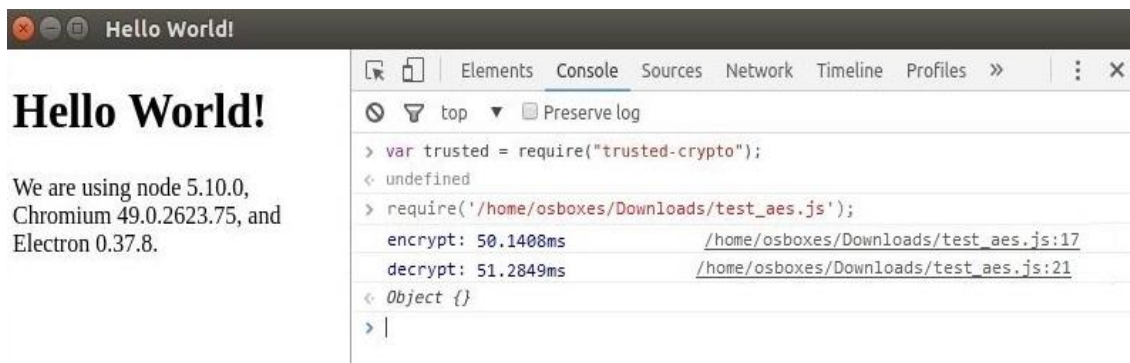 Hello World!
Hello World!
We are using node 5.10.0,
Chromium 49.0.2623.75, and
Electron 0.37.8.
Elements Console Sources Network Timeline Profiles »
top ▼ Preserve log
> var trusted = require("trusted-crypto");
< undefined
> require('/home/osboxes/Downloads/test_aes.js');
encrypt: 50.1408ms /home/osboxes/Downloads/test_aes.js:17
decrypt: 51.2849ms /home/osboxes/Downloads/test_aes.js:21
< Object {}
>